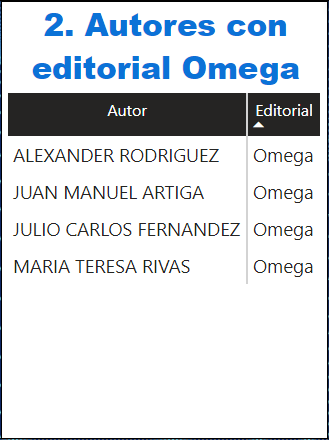 2. Autores con
editorial Omega
Autor Editorial
ALEXANDER RODRIGUEZ Omega
JUAN MANUEL ARTIGA Omega
JULIO CARLOS FERNANDEZ Omega
MARIA TERESA RIVAS Omega